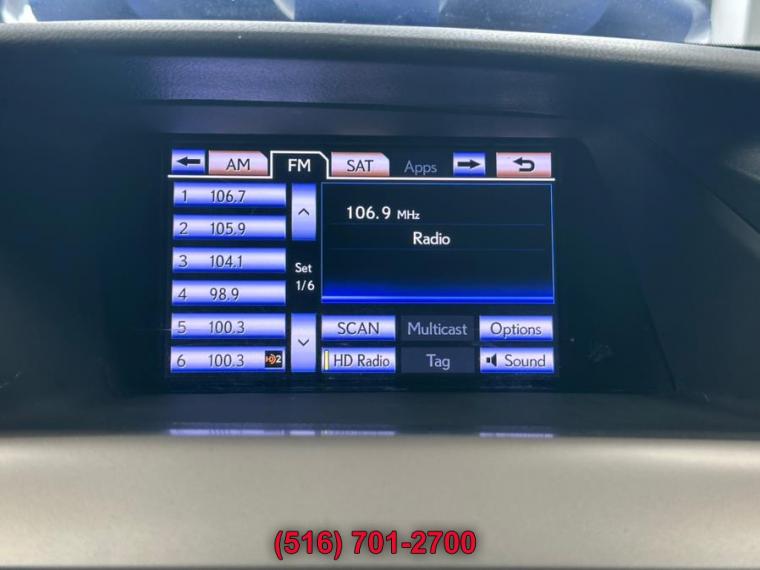 AM FM SAT Apps
1 106.7
2 105.9
3 104.1
4 98.9
5 100.3
6 100.3 2
Set
1/6
106.9 MHz
Radio
SCAN Multicast Options
HD Radio Tag Sound
(516) 701-2700